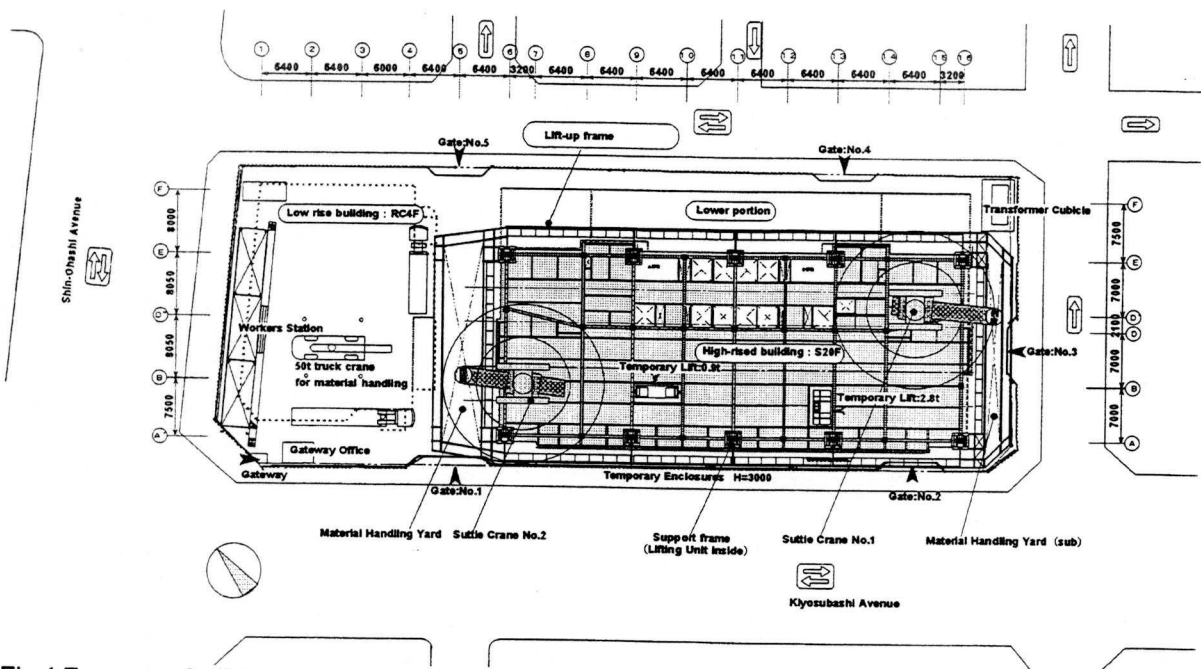 1 2 3 4 5 6 7 8 9 10 11 12 13 14 15 16
6400 6400 6000 6400 6400 3200 6400 6400 6400 6400 6400 6400 6400 6400 3200
Lift-up frame
Gate:No.5
Gate:No.4
F
8000
E
8050
D'
8050
B
7500
A'
Low rise building : RC4F
Lower portion
Transformer Cubicle
F
7500
E
7000
D'
2100
D
7000
B
7000
A
Shin-Ohashi Avenue
Workers Station
50t truck crane
for material handling
High-rised building : S20F
Temporary Lift:0.9t
Temporary Lift:2.8t
Gate:No.3
Gateway Office
Gateway
Gate:No.1
Temporary Enclosures H=3000
Gate:No.2
Material Handling Yard
Suttle Crane No.2
Support frame
(Lifting Unit Inside)
Suttle Crane No.1
Material Handling Yard (sub)
Kiyosubashi Avenue